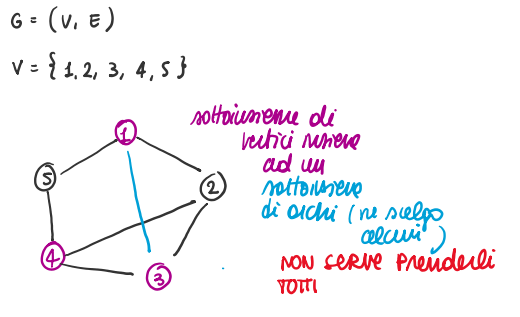 G = (V, E)
V = {1, 2, 3, 4, 5}
sottoinsieme di
1
vertici insieme
ad un
5
2
sottoinsieme
di archi (ne scelgo
alcuni)
4
3
NON SERVE PRENDERLI
TUTTI